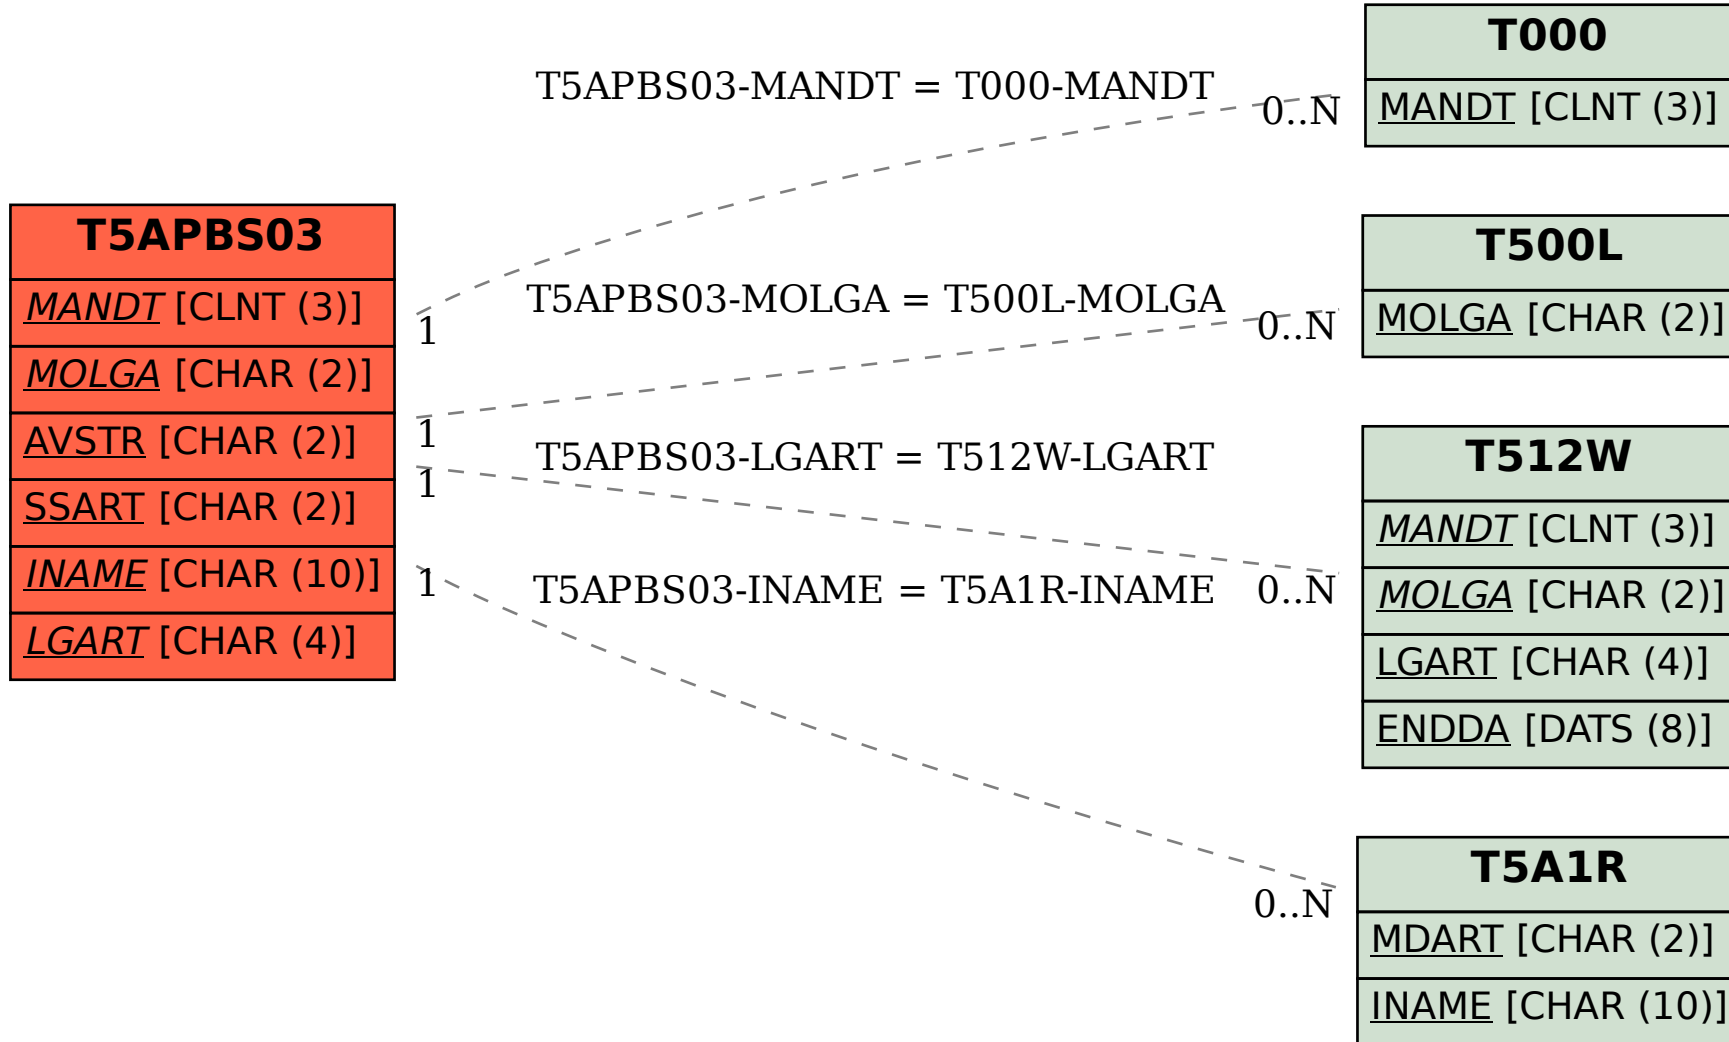 T5APBS03
MANDT [CLNT (3)]
MOLGA [CHAR (2)]
AVSTR [CHAR (2)]
SSART [CHAR (2)]
INAME [CHAR (10)]
LGART [CHAR (4)]
T5APBS03-MANDT = T000-MANDT
1
0..N
T5APBS03-MOLGA = T500L-MOLGA
1
0..N
T5APBS03-LGART = T512W-LGART
1
0..N
T5APBS03-INAME = T5A1R-INAME
1
0..N
T000
MANDT [CLNT (3)]
T500L
MOLGA [CHAR (2)]
T512W
MANDT [CLNT (3)]
MOLGA [CHAR (2)]
LGART [CHAR (4)]
ENDDA [DATS (8)]
T5A1R
MDART [CHAR (2)]
INAME [CHAR (10)]